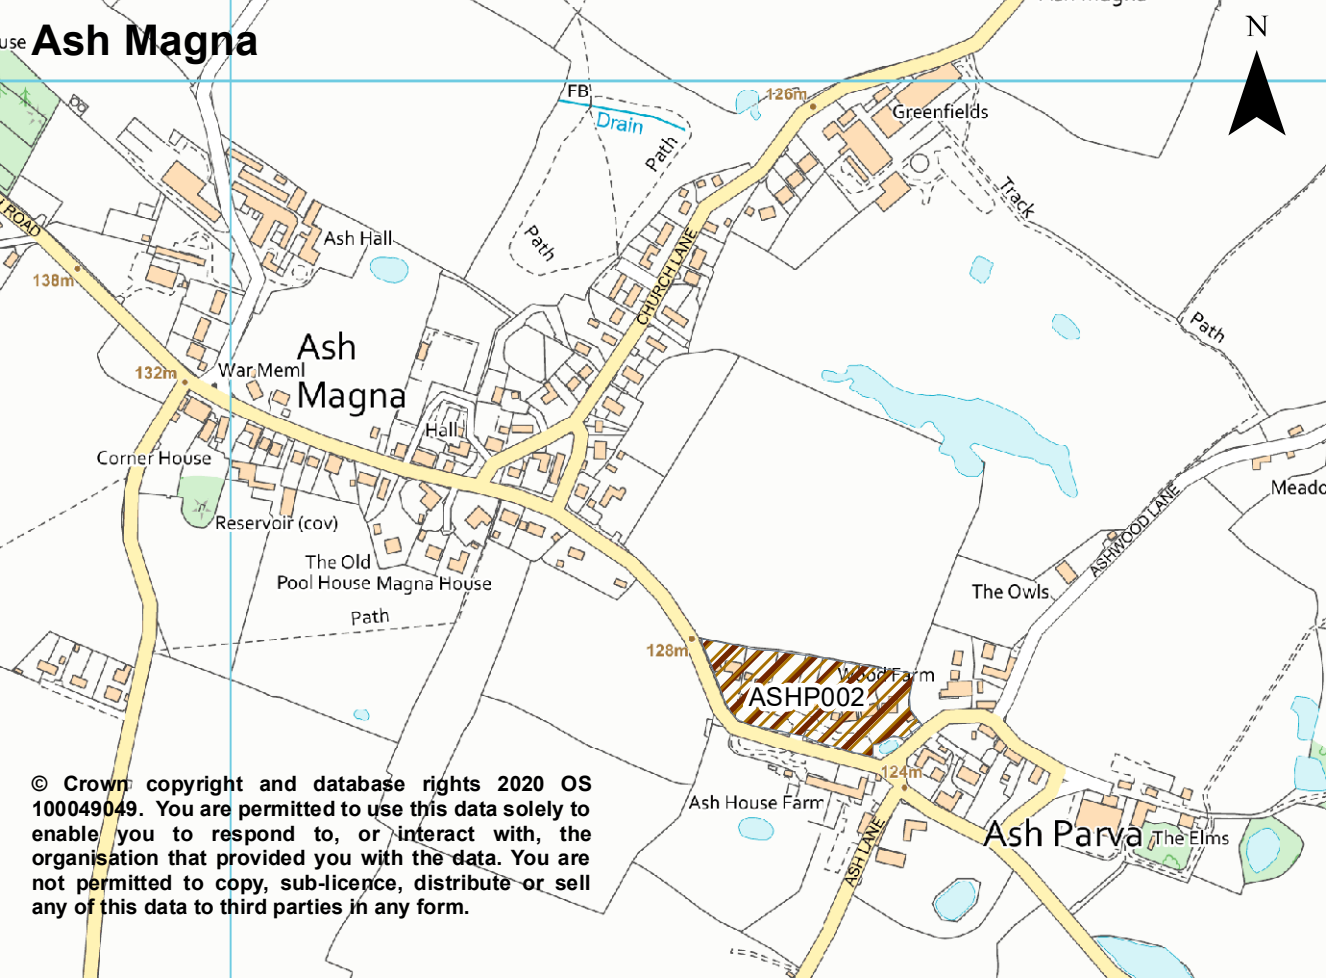 use
Ash Magna
N
FB
Drain
Path
126m
Greenfields
Track
ROAD
Ash Hall
Path
138m
CHURCH LANE
Path
Ash
Magna
132m
War Meml
Hall
Corner House
Reservoir (cov)
Meado
ASHWOOD LANE
The Old
Pool House
Magna House
The Owls
Path
128m
Wood Farm
ASHP002
124m
Ash House Farm
ASH LANE
Ash Parva
The Elms
© Crown copyright and database rights 2020 OS
100049049. You are permitted to use this data solely to
enable you to respond to, or interact with, the
organisation that provided you with the data. You are
not permitted to copy, sub-licence, distribute or sell
any of this data to third parties in any form.